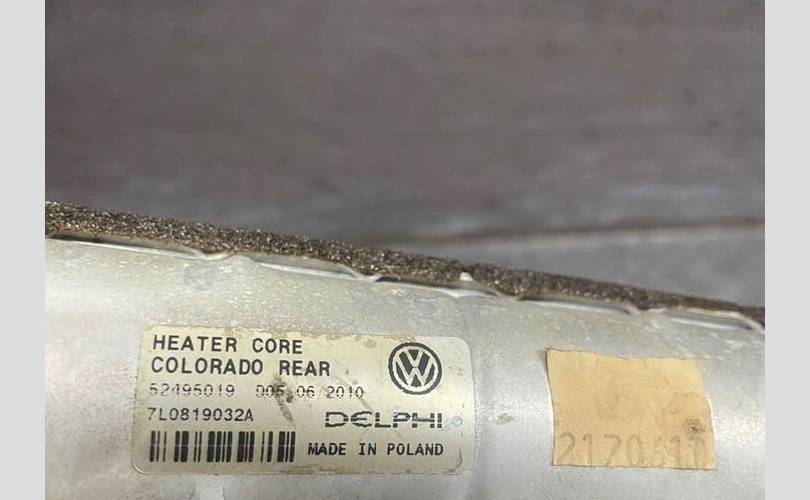 HEATER CORE
COLORADO REAR
52495019 D05 06/2010
7L0819032A
DELPHI
MADE IN POLAND
2170610